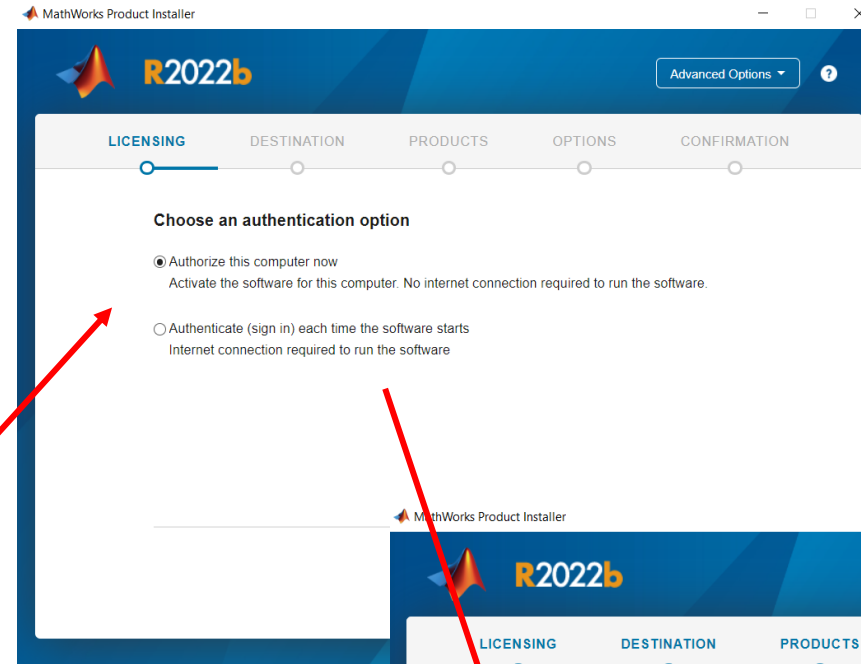 MathWorks Product Installer
R2022b
Advanced Options
?
LICENSING DESTINATION PRODUCTS OPTIONS CONFIRMATION
Choose an authentication option
Authorize this computer now
Activate the software for this computer. No internet connection required to run the software.
Authenticate (sign in) each time the software starts
Internet connection required to run the software
MathWorks Product Installer
R2022b
LICENSING DESTINATION PRODUCTS